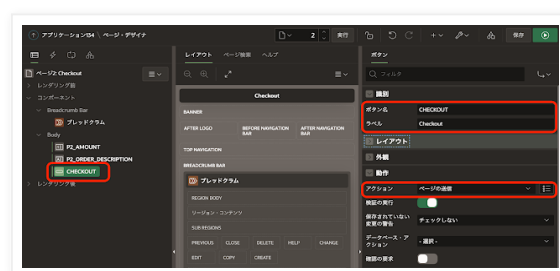 アプリケーション134 \ ページ・デザイナ
2
実行
保存
レイアウト ページ検索 ヘルプ
ボタン
ページ2: Checkout
レンダリング前
コンポーネント
Breadcrumb Bar
ブレッドクラム
Body
P2_AMOUNT
P2_ORDER_DESCRIPTION
CHECKOUT
レンダリング後
Checkout
BANNER
AFTER LOGO
BEFORE NAVIGATION BAR
AFTER NAVIGATION BAR
TOP NAVIGATION
BREADCRUMB BAR
ブレッドクラム
REGION BODY
リージョン・コンテンツ
SUB REGIONS
PREVIOUS CLOSE DELETE HELP CHANGE
EDIT COPY CREATE
フィルタ
識別
ボタン名 CHECKOUT
ラベル Checkout
レイアウト
外観
動作
アクション ページの送信
検証の実行
保存されていない変更の警告 チェックしない
データベース・アクション - 選択 -
確認の要求